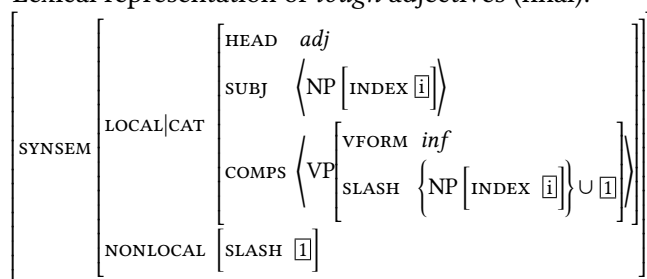 Lexical representation of tough adjectives (final):
HEAD adj
SUBJ ⟨NP[INDEX i]⟩
LOCAL|CAT
VFORM inf
SYNSEM
COMPS ⟨VP
SLASH {NP[INDEX i]} ∪ 1
NONLOCAL [SLASH 1]